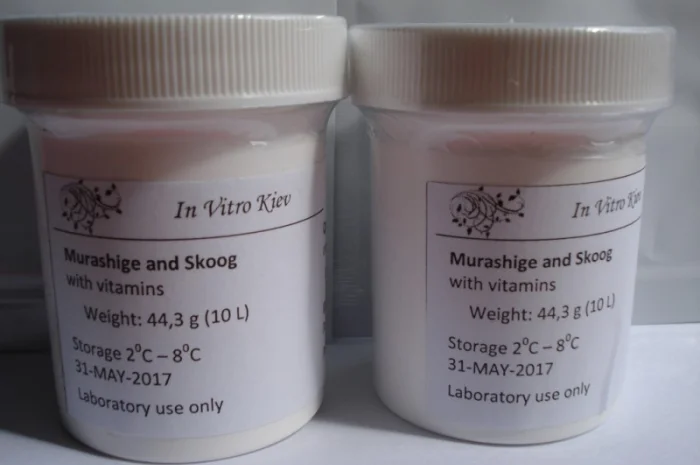 In Vitro Kiev
Murashige and Skoog
with vitamins
Weight: 44,3 g (10 L)
Storage 2⁰C – 8⁰C
31-MAY-2017
Laboratory use only
In Vitro Kiev
Murashige and Skoog
with vitamins
Weight: 44,3 g (10 L)
Storage 2⁰C – 8⁰C
31-MAY-2017
Laboratory use only